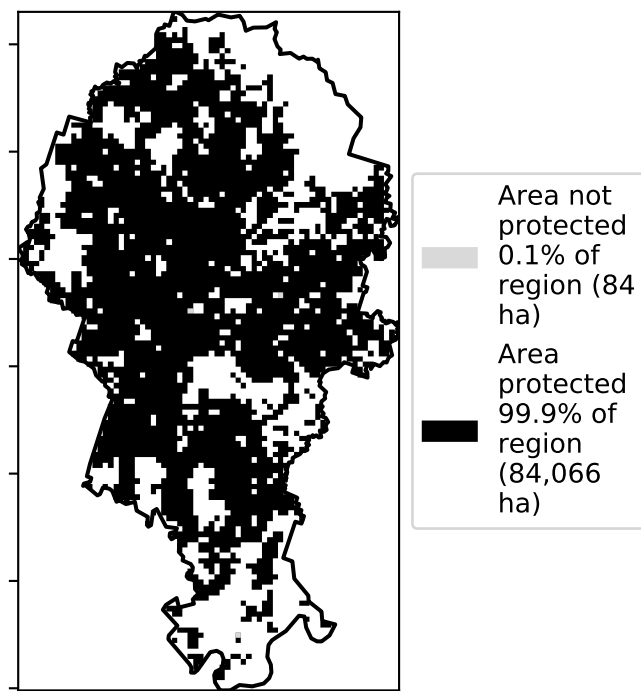 Area not
protected
0.1% of
region (84
ha)
Area
protected
99.9% of
region
(84,066
ha)